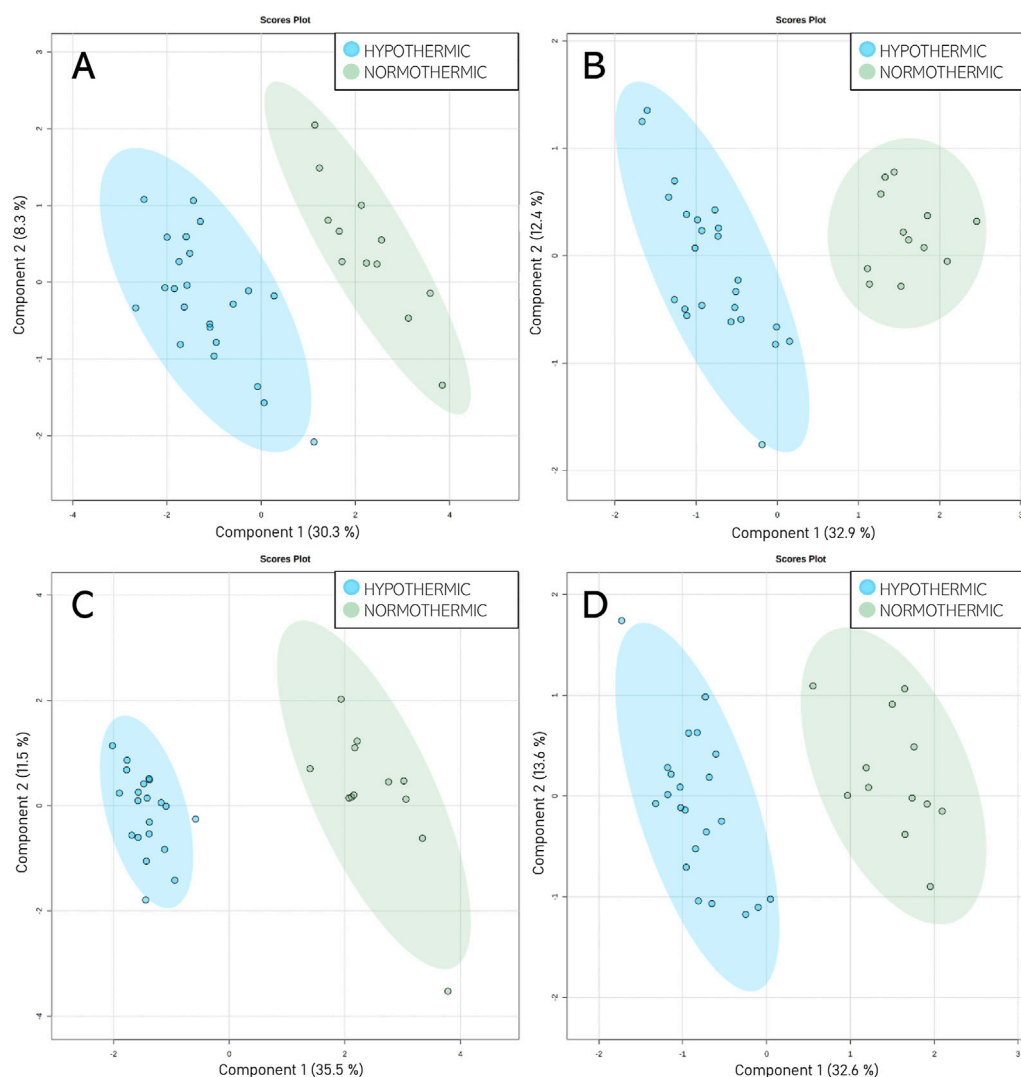 Scores Plot
A
HYPOTHERMIC
NORMOTHERMIC
Component 2 (8.3 %)
3
2
1
0
-1
-2
-4
-2
0
2
4
Component 1 (30.3 %)
Scores Plot
B
HYPOTHERMIC
NORMOTHERMIC
Component 2 (12.4 %)
2
1
0
-1
-2
-2
-1
0
1
2
3
Component 1 (32.9 %)
Scores Plot
C
HYPOTHERMIC
NORMOTHERMIC
Component 2 (11.5 %)
4
2
0
-2
-4
-2
0
2
4
Component 1 (35.5 %)
Scores Plot
D
HYPOTHERMIC
NORMOTHERMIC
Component 2 (13.6 %)
2
1
0
-1
-2
-2
-1
0
1
2
3
Component 1 (32.6 %)